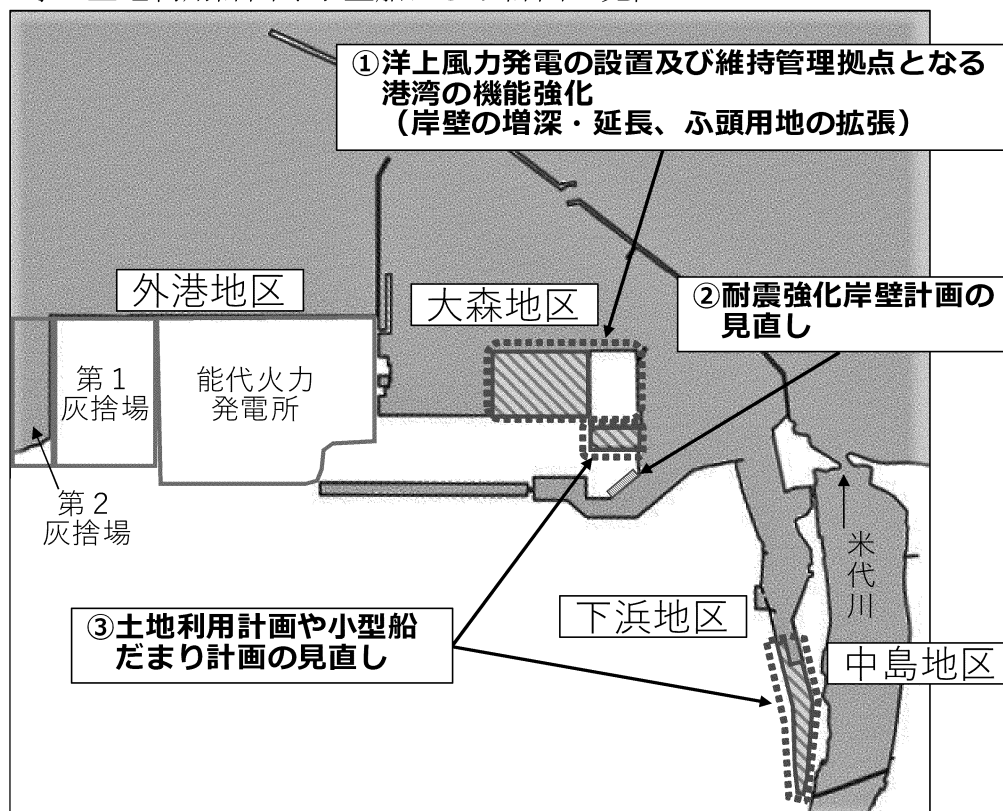 ①洋上風力発電の設置及び維持管理拠点となる
港湾の機能強化
（岸壁の増深・延長、ふ頭用地の拡張）
外港地区
大森地区
②耐震強化岸壁計画の
見直し
第１
灰捨場
能代火力
発電所
第２
灰捨場
米代川
下浜地区
③土地利用計画や小型船
だまり計画の見直し
中島地区